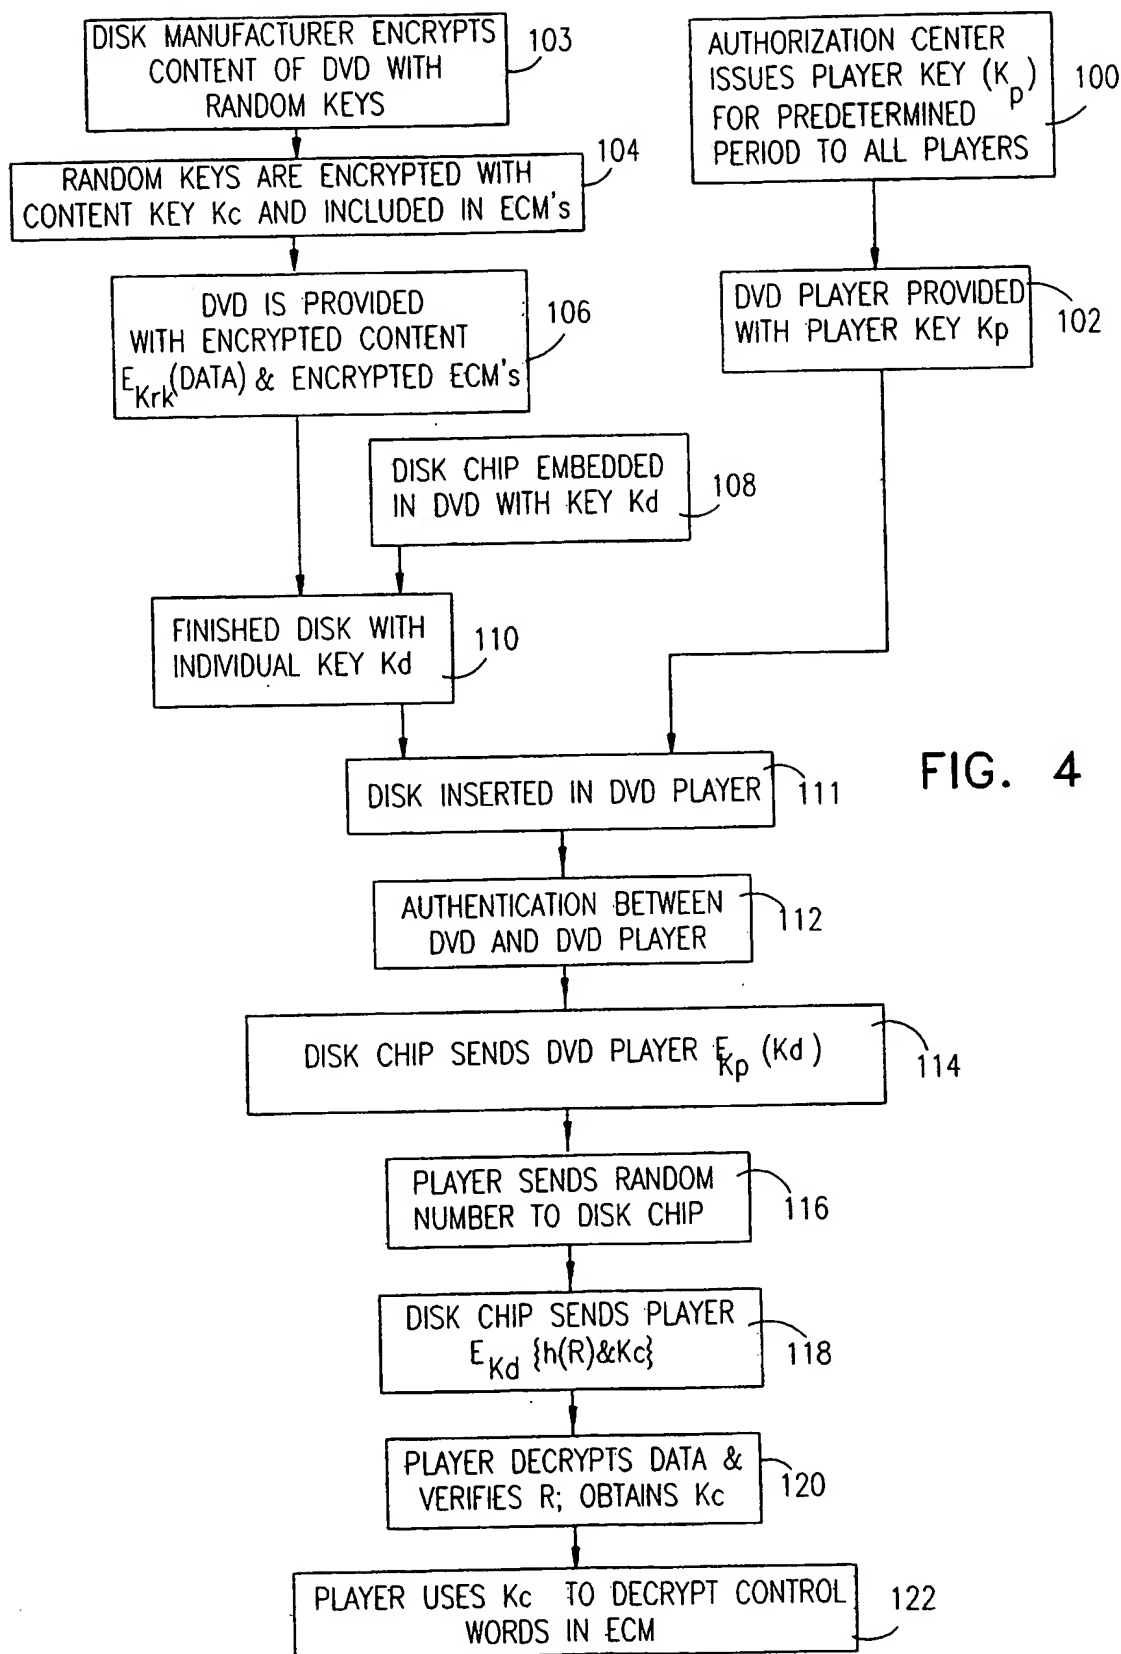 DISK MANUFACTURER ENCRYPTS
CONTENT OF DVD WITH
RANDOM KEYS
103
AUTHORIZATION CENTER
ISSUES PLAYER KEY (Kp)
FOR PREDETERMINED
PERIOD TO ALL PLAYERS
100
RANDOM KEYS ARE ENCRYPTED WITH
CONTENT KEY Kc AND INCLUDED IN ECM's
104
DVD IS PROVIDED
WITH ENCRYPTED CONTENT
EKrk(DATA) & ENCRYPTED ECM's
106
DVD PLAYER PROVIDED
WITH PLAYER KEY Kp
102
DISK CHIP EMBEDDED
IN DVD WITH KEY Kd
108
FINISHED DISK WITH
INDIVIDUAL KEY Kd
110
DISK INSERTED IN DVD PLAYER
111
FIG. 4
AUTHENTICATION BETWEEN
DVD AND DVD PLAYER
112
DISK CHIP SENDS DVD PLAYER EKp (Kd)
114
PLAYER SENDS RANDOM
NUMBER TO DISK CHIP
116
DISK CHIP SENDS PLAYER
EKd {h(R)&Kc}
118
PLAYER DECRYPTS DATA &
VERIFIES R; OBTAINS Kc
120
PLAYER USES Kc TO DECRYPT CONTROL
WORDS IN ECM
122